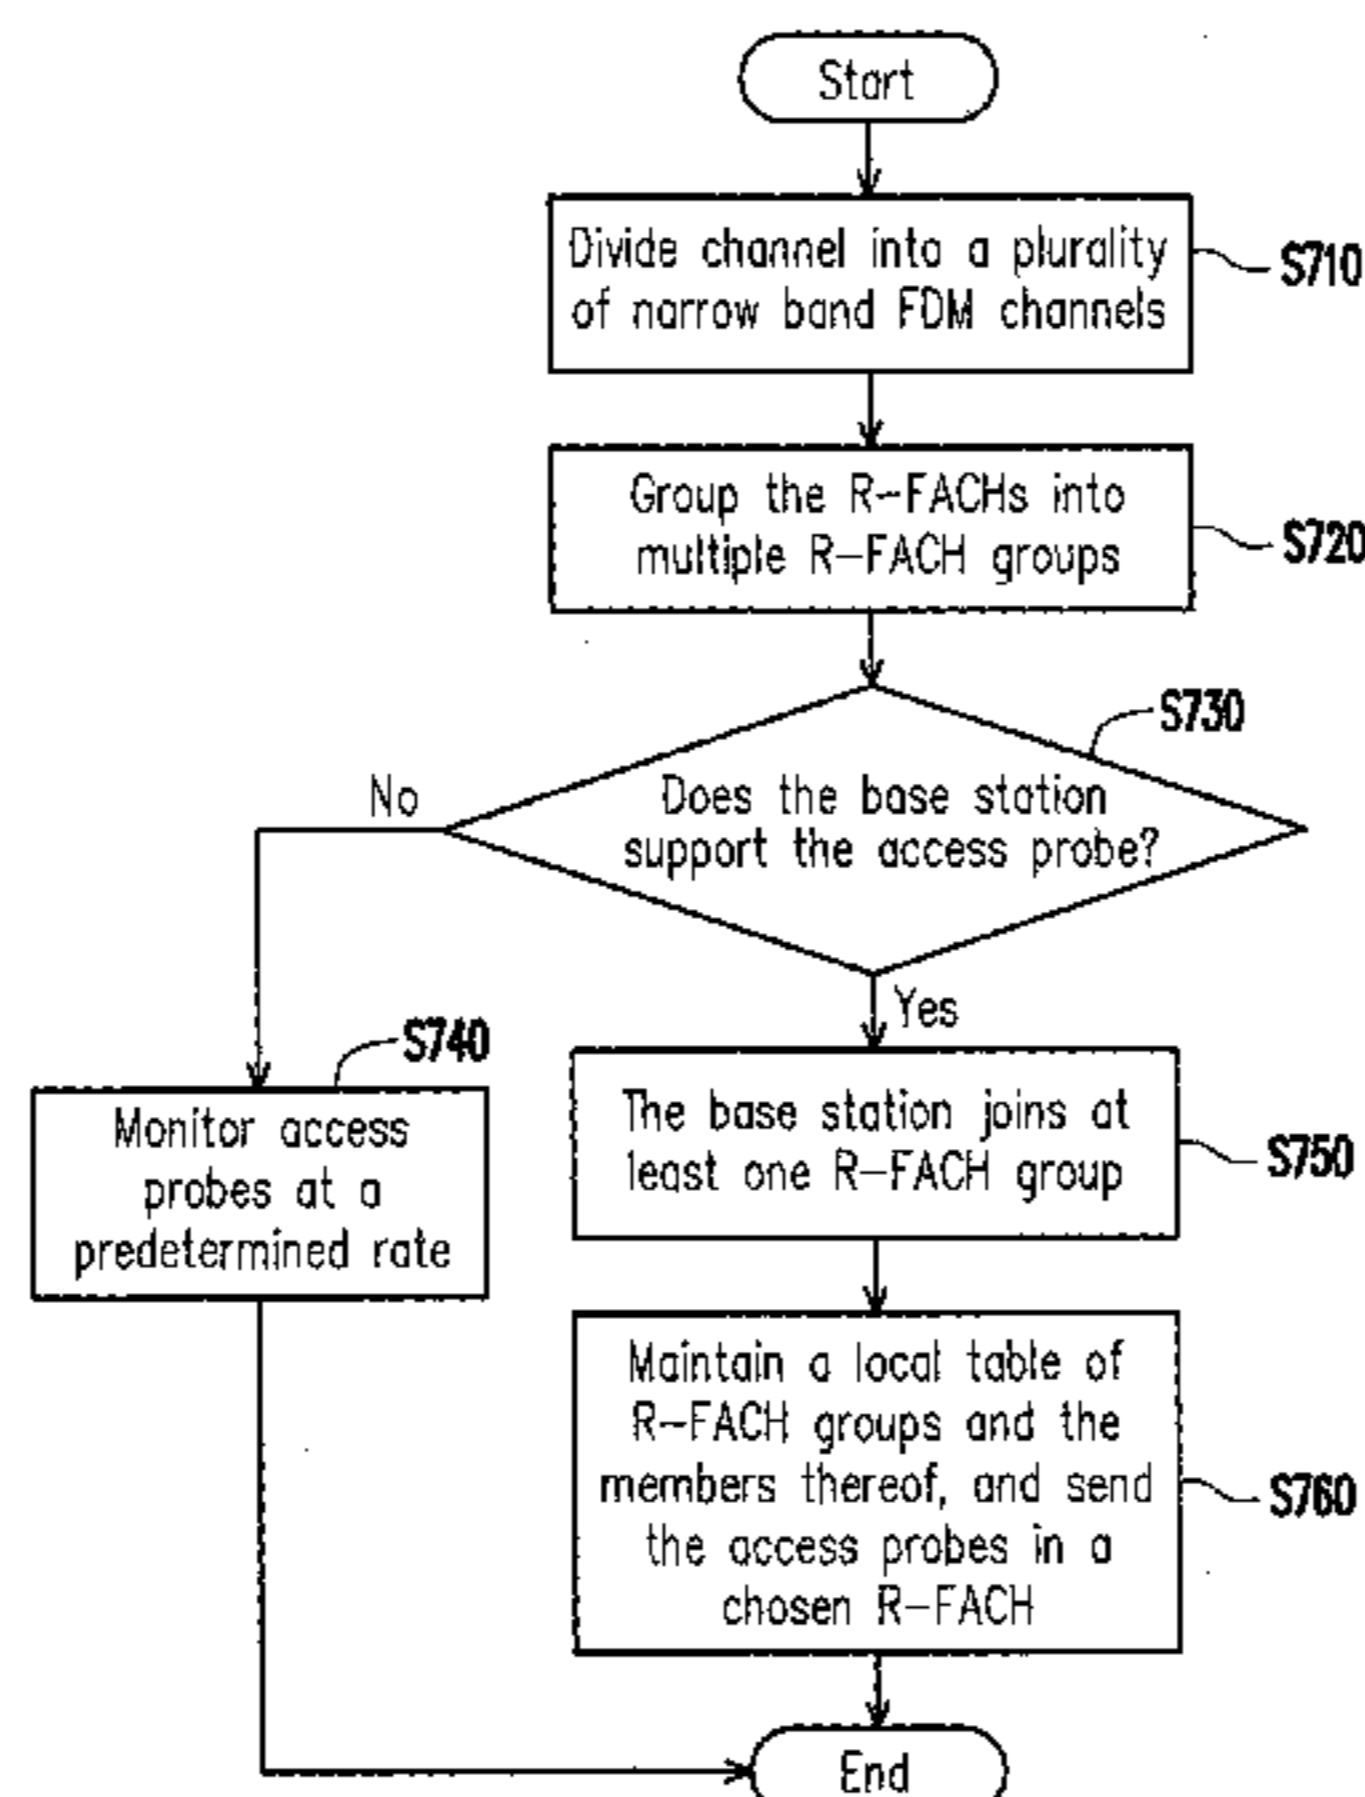 Start
Divide channel into a plurality
of narrow band FDM channels
S710
Group the R-FACHs into
multiple R-FACH groups
S720
S730
Does the base station
support the access probe?
No
Yes
S740
Monitor access
probes at a
predetermined rate
The base station joins at
least one R-FACH group
S750
Maintain a local table of
R-FACH groups and the
members thereof, and send
the access probes in a
chosen R-FACH
S760
End